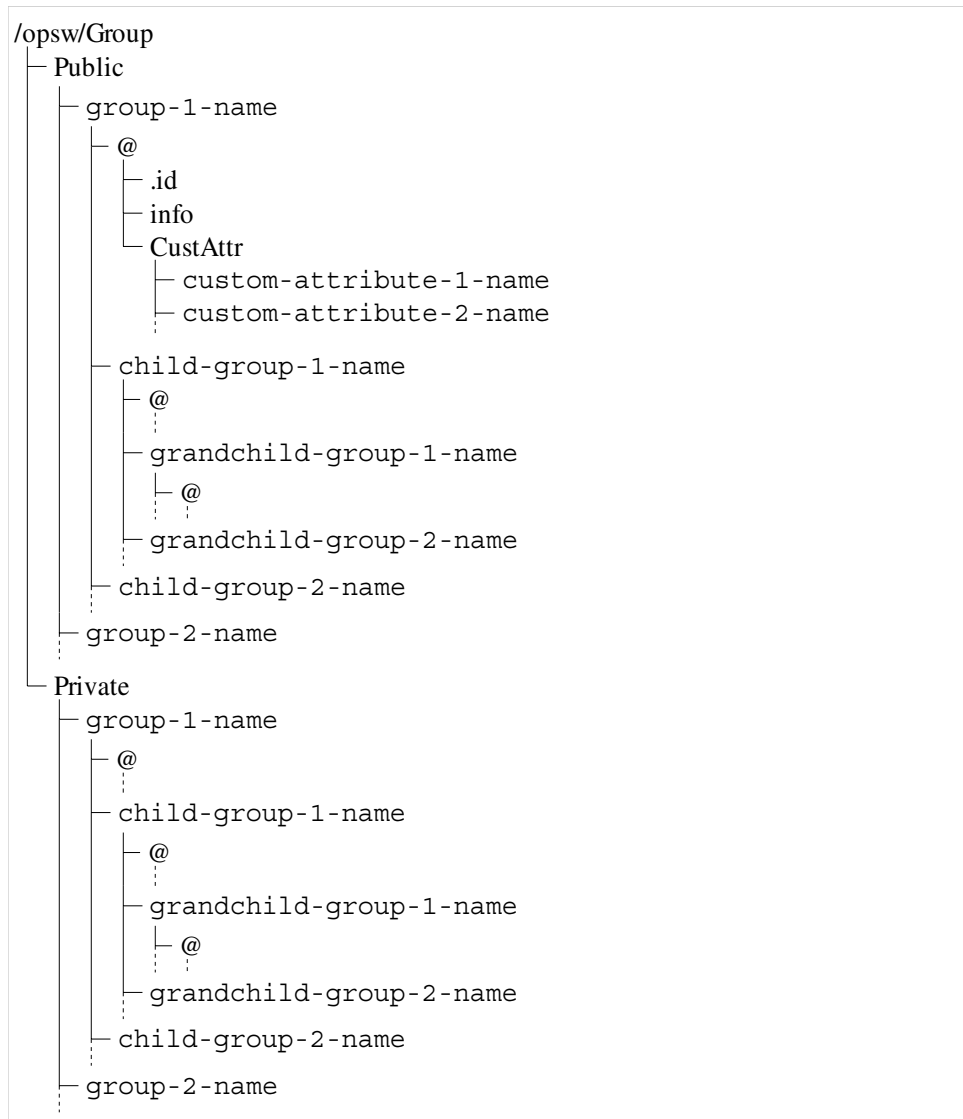 /opsw/Group
Public
group-1-name
@
.id
info
CustAttr
custom-attribute-1-name
custom-attribute-2-name
child-group-1-name
@
grandchild-group-1-name
@
grandchild-group-2-name
child-group-2-name
group-2-name
Private
group-1-name
@
child-group-1-name
@
grandchild-group-1-name
@
grandchild-group-2-name
child-group-2-name
group-2-name